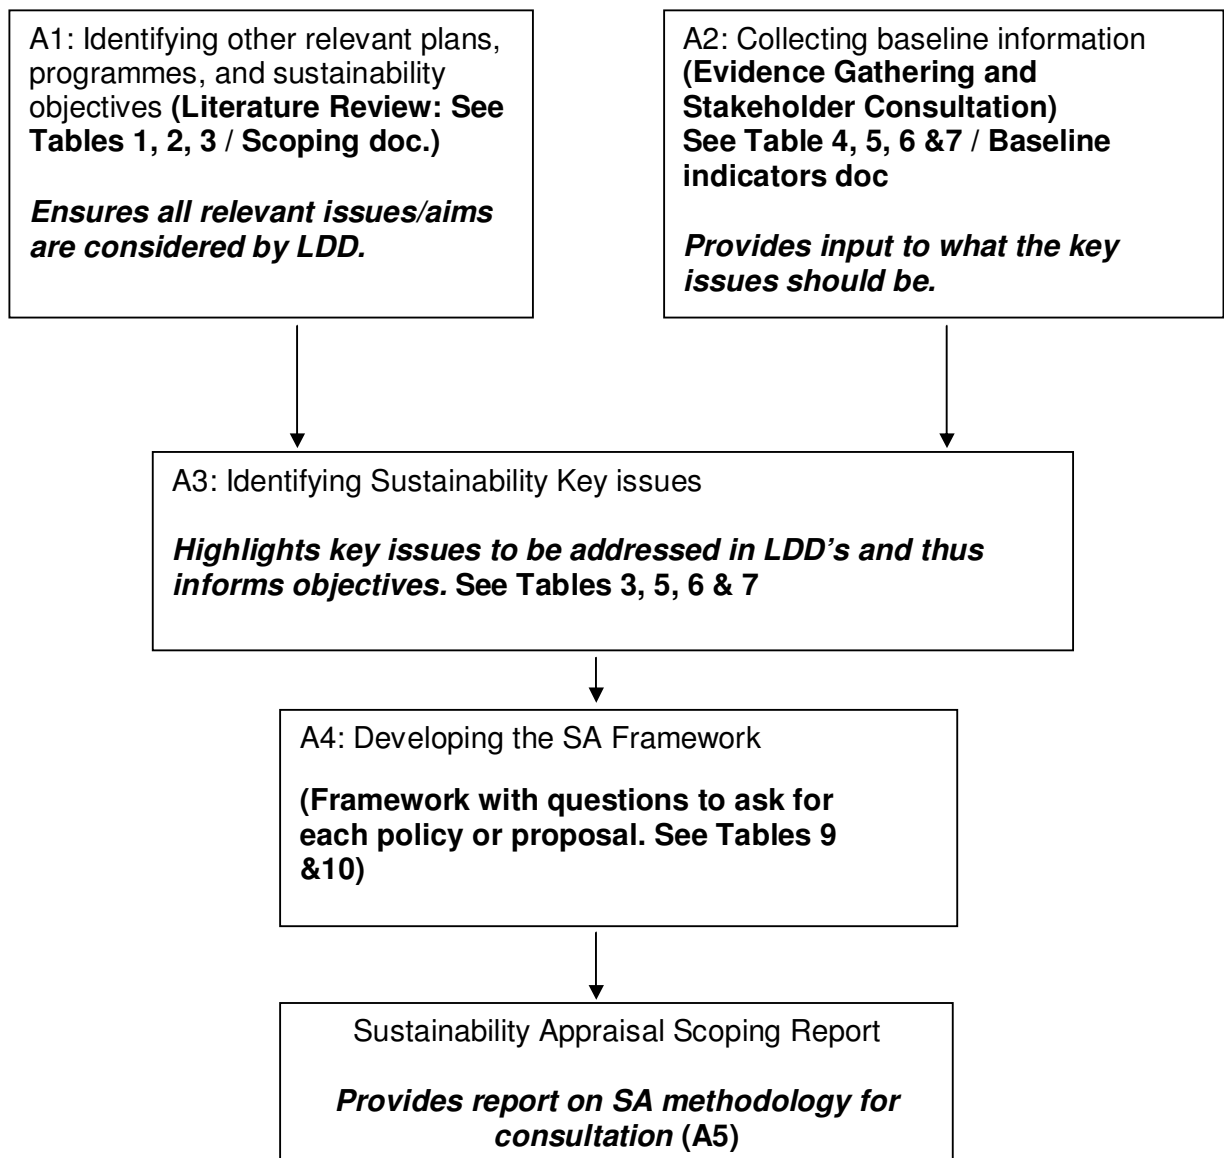 A1: Identifying other relevant plans,
programmes, and sustainability
objectives (Literature Review: See
Tables 1, 2, 3 / Scoping doc.)
Ensures all relevant issues/aims
are considered by LDD.
A2: Collecting baseline information
(Evidence Gathering and
Stakeholder Consultation)
See Table 4, 5, 6 &7 / Baseline
indicators doc
Provides input to what the key
issues should be.
A3: Identifying Sustainability Key issues
Highlights key issues to be addressed in LDD’s and thus
informs objectives. See Tables 3, 5, 6 & 7
A4: Developing the SA Framework
(Framework with questions to ask for
each policy or proposal. See Tables 9
&10)
Sustainability Appraisal Scoping Report
Provides report on SA methodology for
consultation (A5)